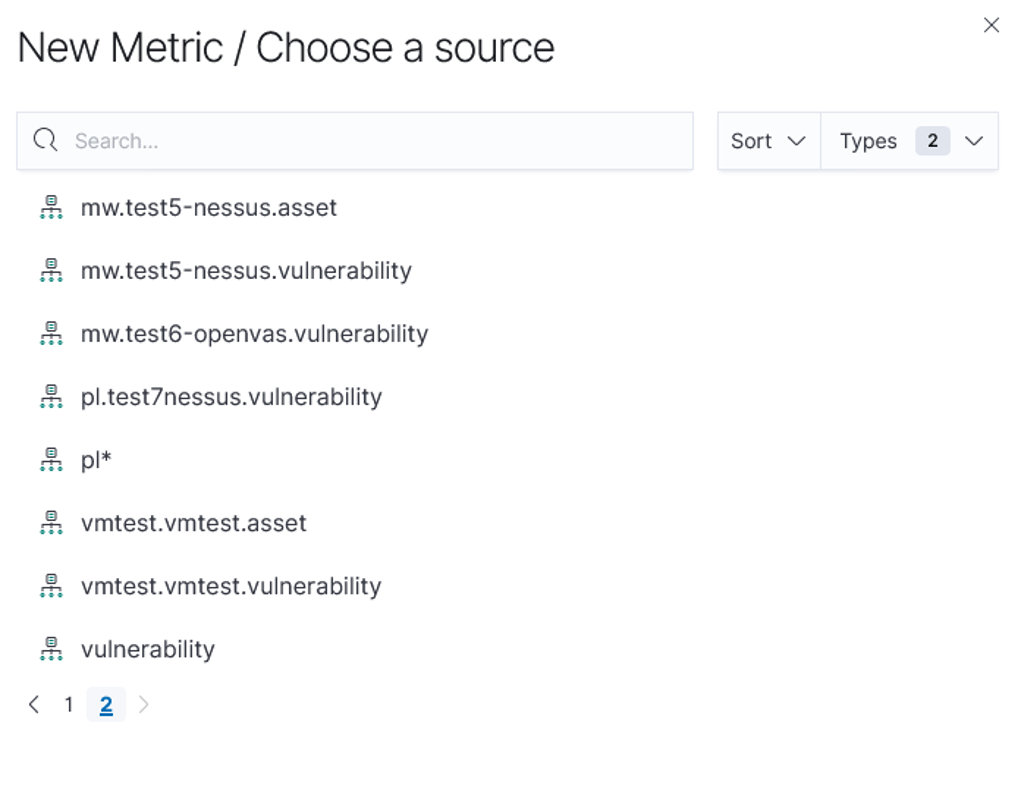 New Metric / Choose a source
Search...
Sort
Types 2
mw.test5-nessus.asset
mw.test5-nessus.vulnerability
mw.test6-openvas.vulnerability
pl.test7nessus.vulnerability
pl*
vmtest.vmtest.asset
vmtest.vmtest.vulnerability
vulnerability
1 2